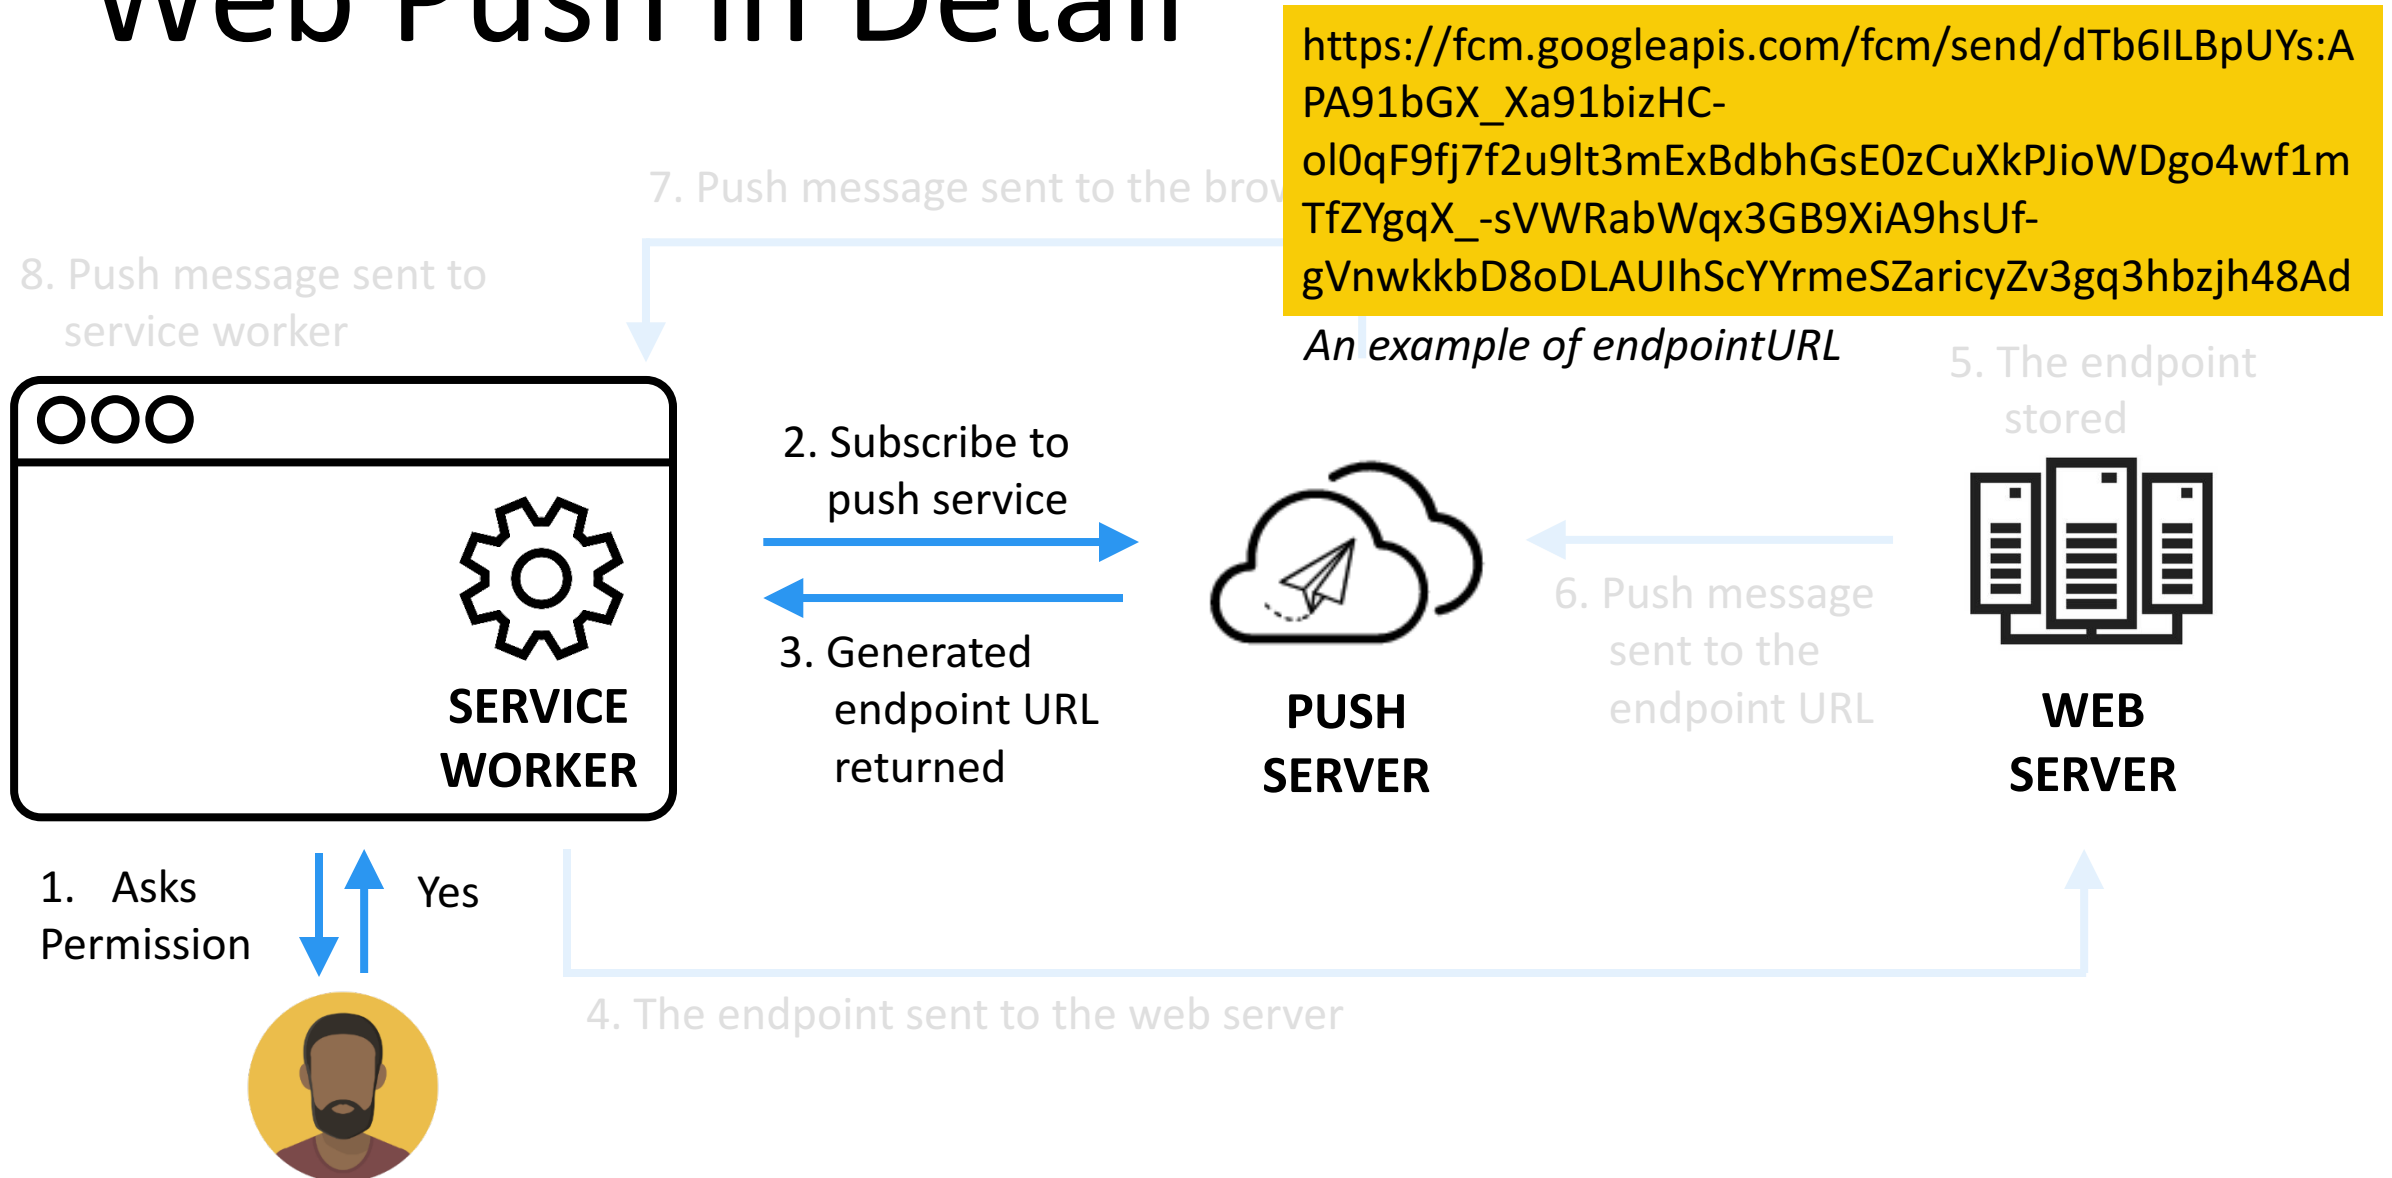 Web Push in Detail
https://fcm.googleapis.com/fcm/send/dTb6ILBpUYs:A
PA91bGX_Xa91bizHC-
ol0qF9fj7f2u9lt3mExBdbhGsE0zCuXkPJioWDgo4wf1m
TfZYgqX_-sVWRabWqx3GB9XiA9hsUf-
gVnwkkbD8oDLAUIhScYYrmeSZaricyZv3gq3hbzjh48Ad
An example of endpointURL
7. Push message sent to the brow
8. Push message sent to
service worker
5. The endpoint
stored
2. Subscribe to
push service
3. Generated
endpoint URL
returned
6. Push message
sent to the
endpoint URL
SERVICE
WORKER
PUSH
SERVER
WEB
SERVER
1. Asks
Permission
Yes
4. The endpoint sent to the web server